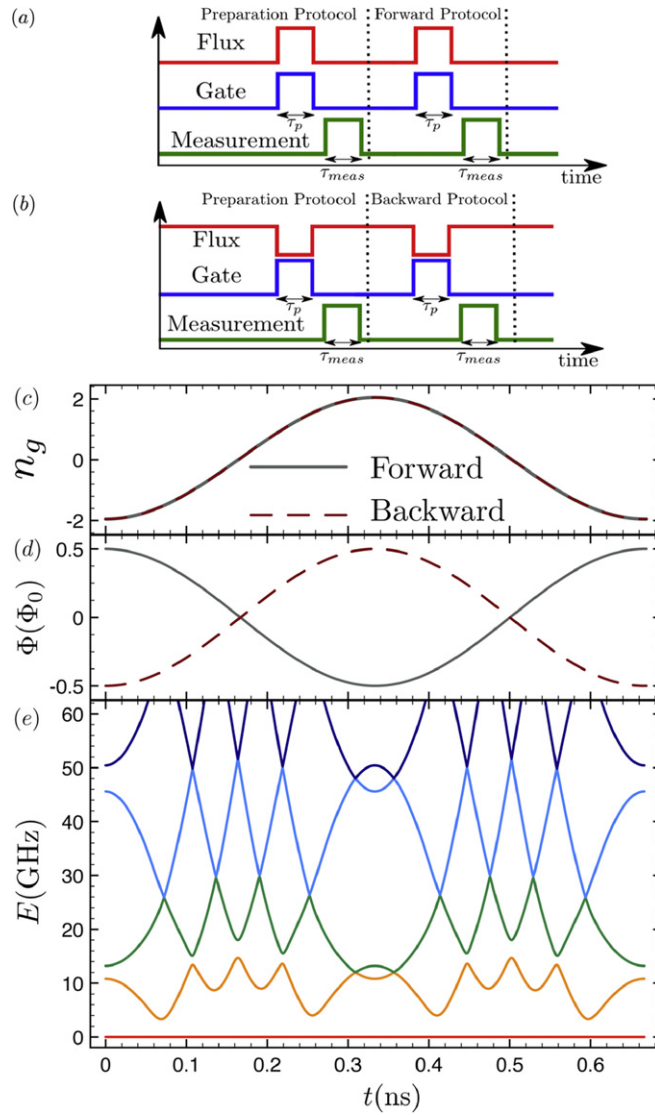 (a)
Preparation Protocol Forward Protocol
Flux
Gate
τp τp
Measurement
τmeas τmeas
time
(b)
Preparation Protocol Backward Protocol
Flux
Gate
τp τp
Measurement
τmeas τmeas
time
(c)
2
0
-2
ng
Forward
Backward
(d)
0.5
0
-0.5
Φ(Φ0)
(e)
60
50
40
30
20
10
0
E(GHz)
0.0 0.1 0.2 0.3 0.4 0.5 0.6
t(ns)